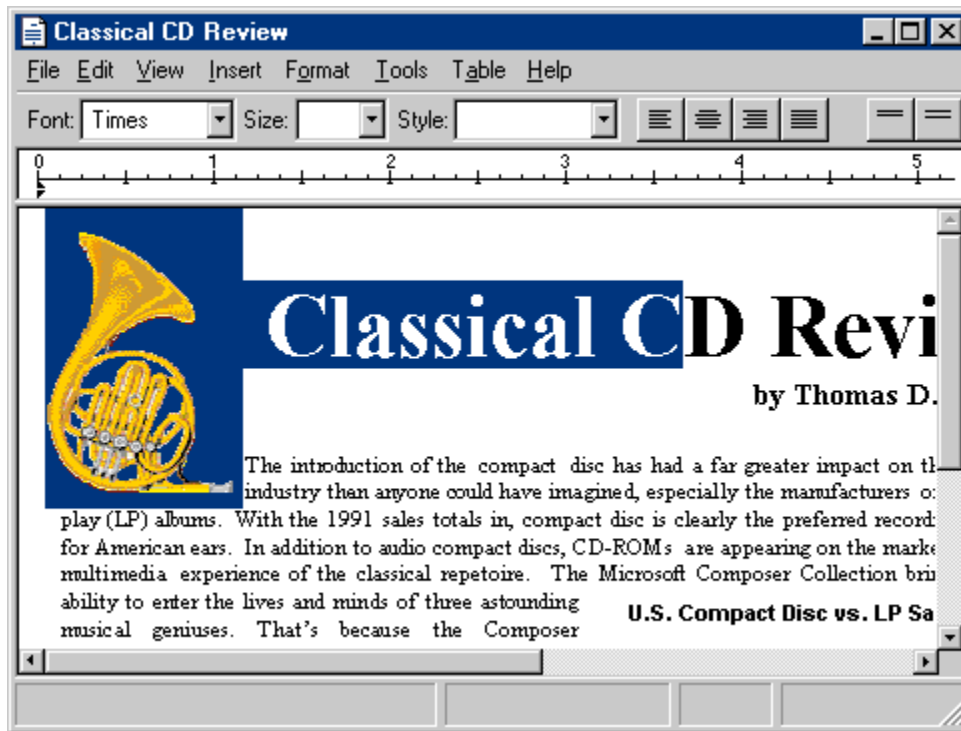 Classical CD Review
File Edit View Insert Format Tools Table Help
Font: Times Size: Style:
0 1 2 3 4 5
Classical CD Revi
by Thomas D.
The introduction of the compact disc has had a far greater impact on
industry than anyone could have imagined, especially the manufacturers
play (LP) albums. With the 1991 sales totals in, compact disc is clearly the preferred record
for American ears. In addition to audio compact discs, CD-ROMs are appearing on the marke
multimedia experience of the classical repetoire. The Microsoft Composer Collection brin
ability to enter the lives and minds of three astounding
musical geniuses. That's because the Composer
U.S. Compact Disc vs. LP Sa